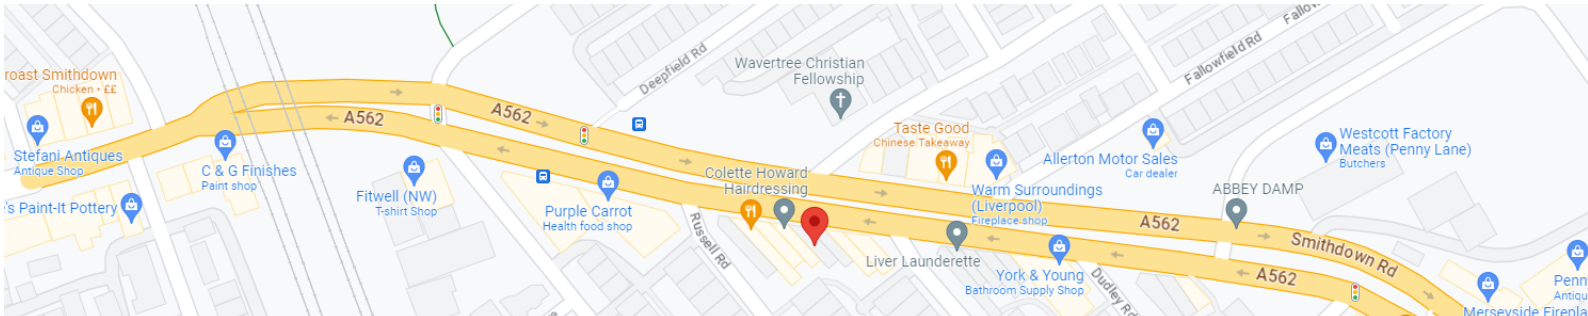 roast Smithdown
Chicken • ££
Stefani Antiques
Antique Shop
's Paint-It Pottery
C & G Finishes
Paint shop
A562
Fitwell (NW)
T-shirt Shop
A562
Deepfield Rd
Purple Carrot
Health food shop
Russell Rd
Wavertree Christian
Fellowship
Colette Howard
Hairdressing
Taste Good
Chinese Takeaway
Warm Surroundings
(Liverpool)
Fireplace shop
Liver Launderette
York & Young
Bathroom Supply Shop
Dudley Rd
Allerton Motor Sales
Car dealer
Fallowfield Rd
Fallow
A562
ABBEY DAMP
A562
Smithdown Rd
Westcott Factory
Meats (Penny Lane)
Butchers
Penn
Antiqu
Merseyside Firepla